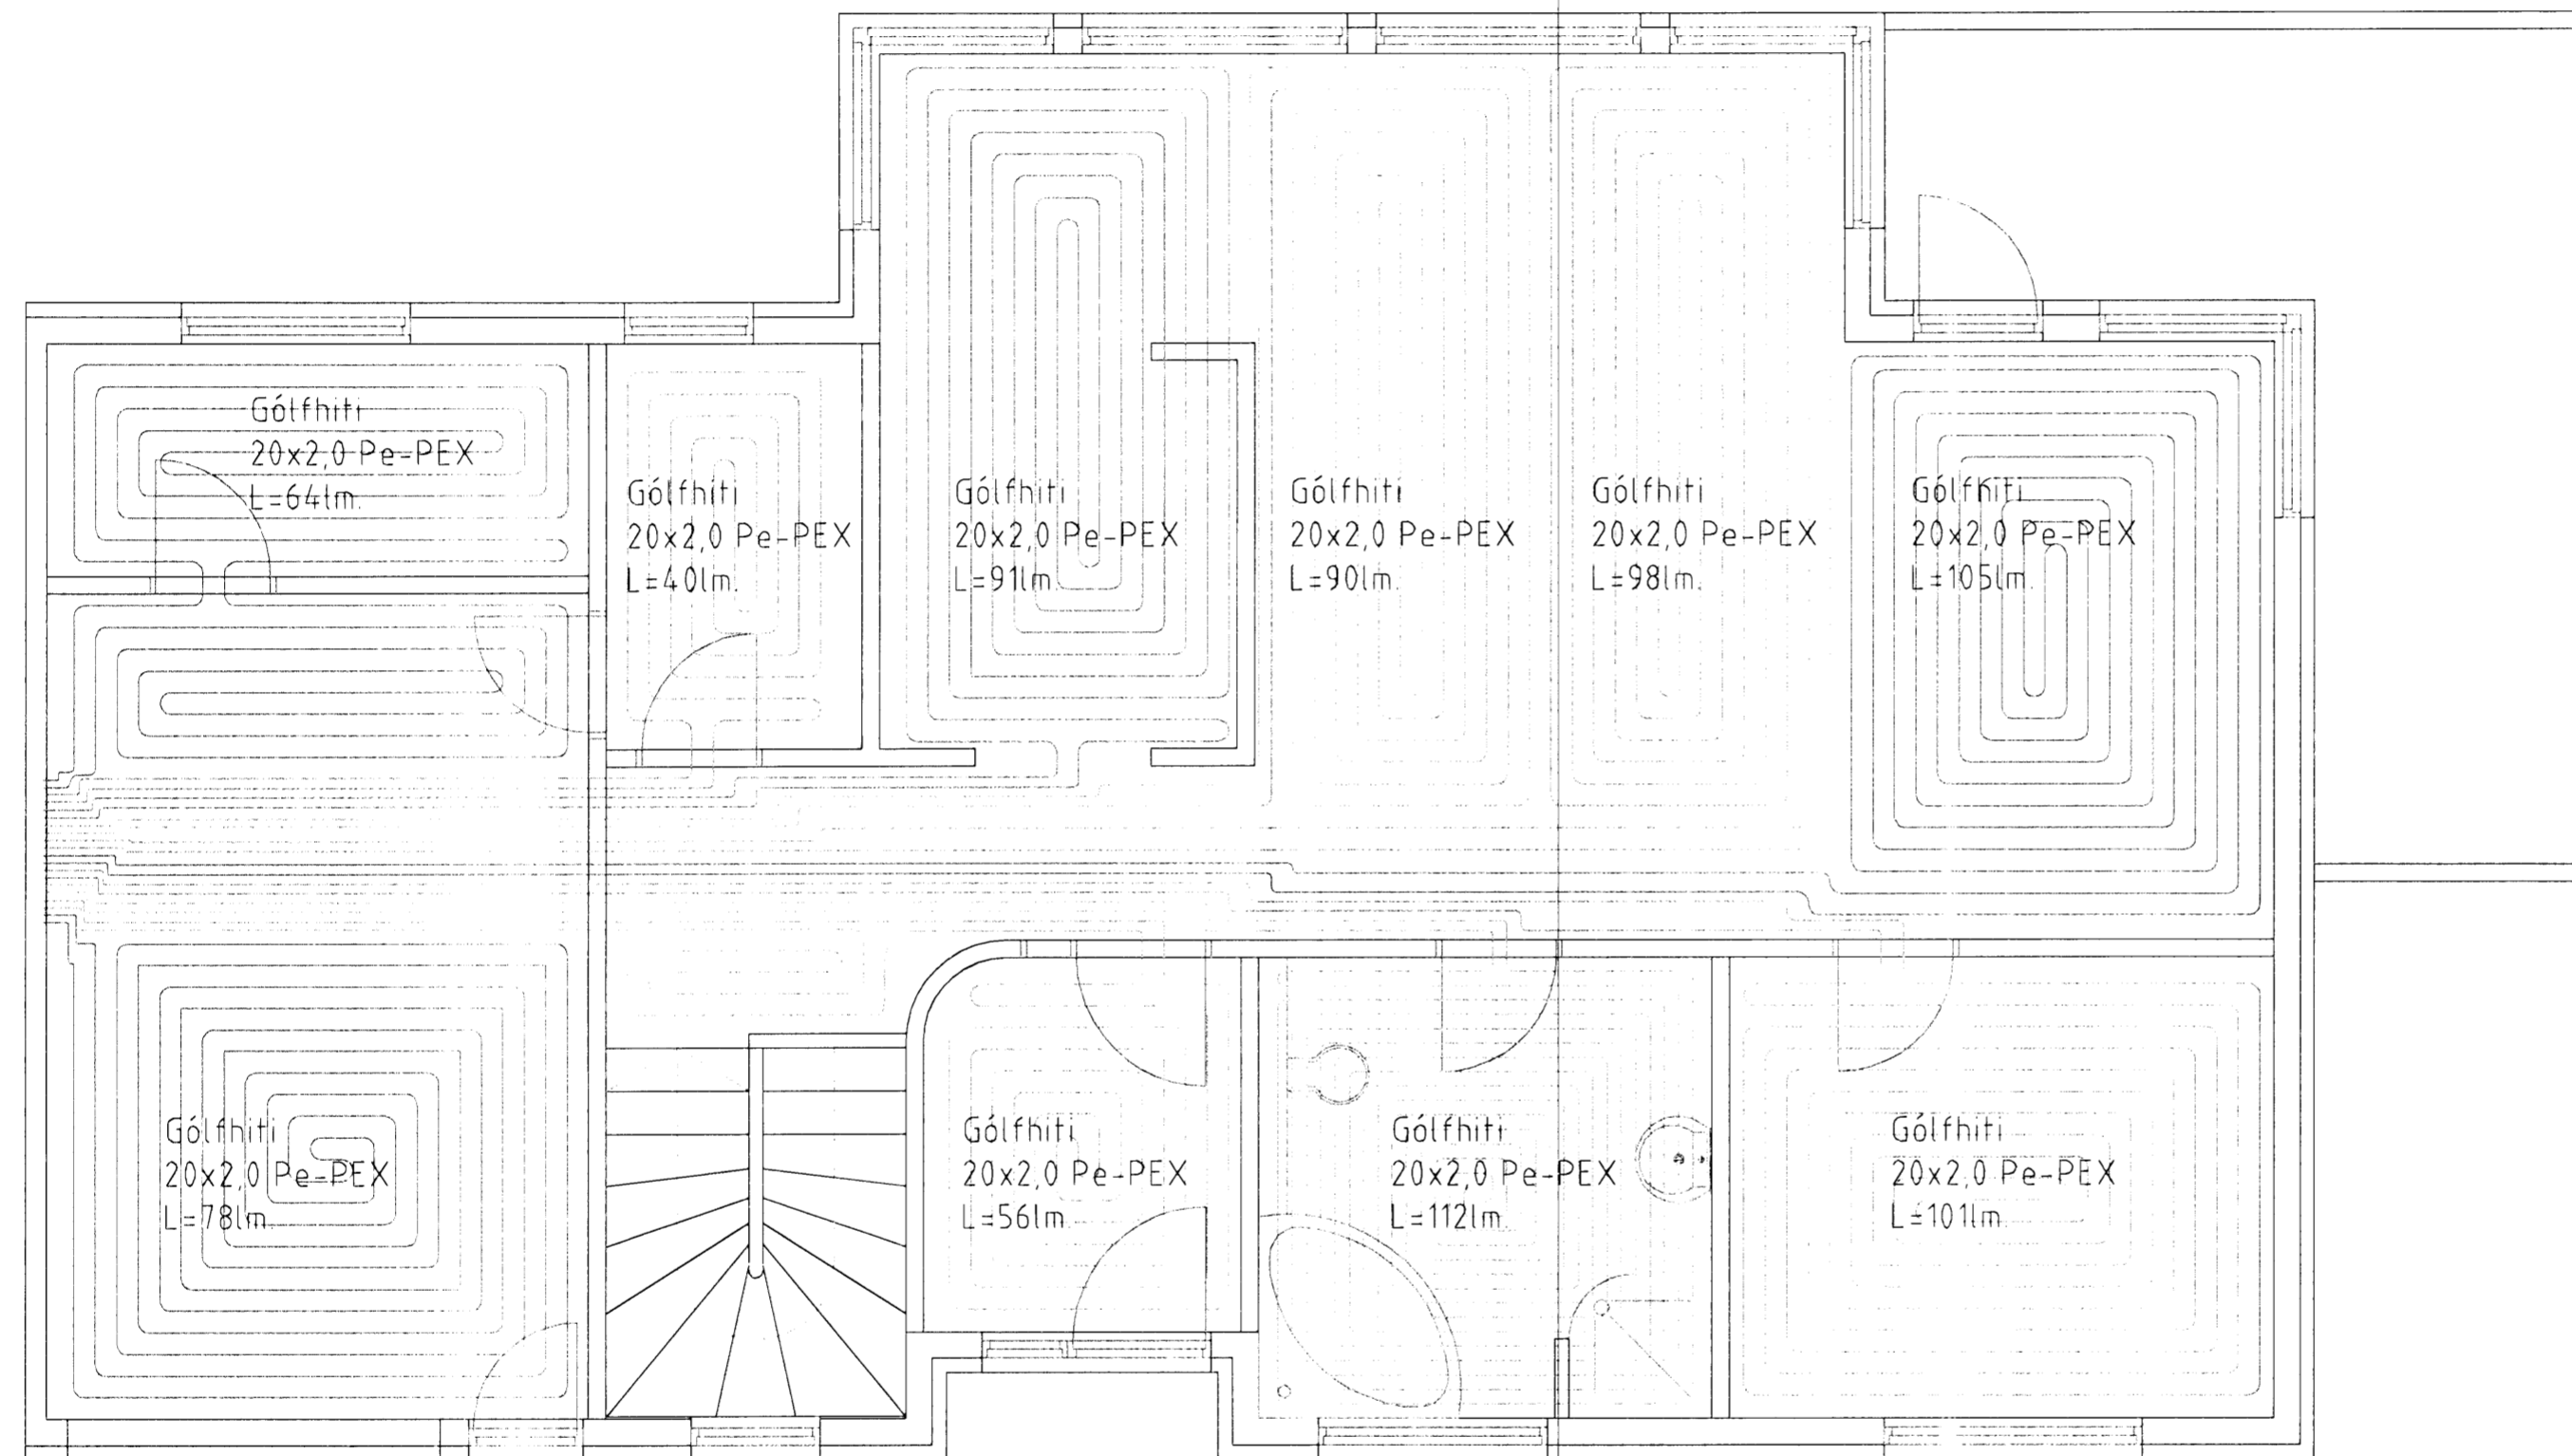 Gólfhiti
20x2,0 Pe-PEX
L=64lm.
Gólfhiti
20x2,0 Pe-PEX
L=40lm.
Gólfhiti
20x2,0 Pe-PEX
L=91lm.
Gólfhiti
20x2,0 Pe-PEX
L=90lm.
Gólfhiti
20x2,0 Pe-PEX
L=98lm.
Gólfhiti
20x2,0 Pe-PEX
L=105lm.
Gólfhiti
20x2,0 Pe-PEX
L=78lm.
Gólfhiti
20x2,0 Pe-PEX
L=56lm.
Gólfhiti
20x2,0 Pe-PEX
L=112lm.
Gólfhiti
20x2,0 Pe-PEX
L=101lm.